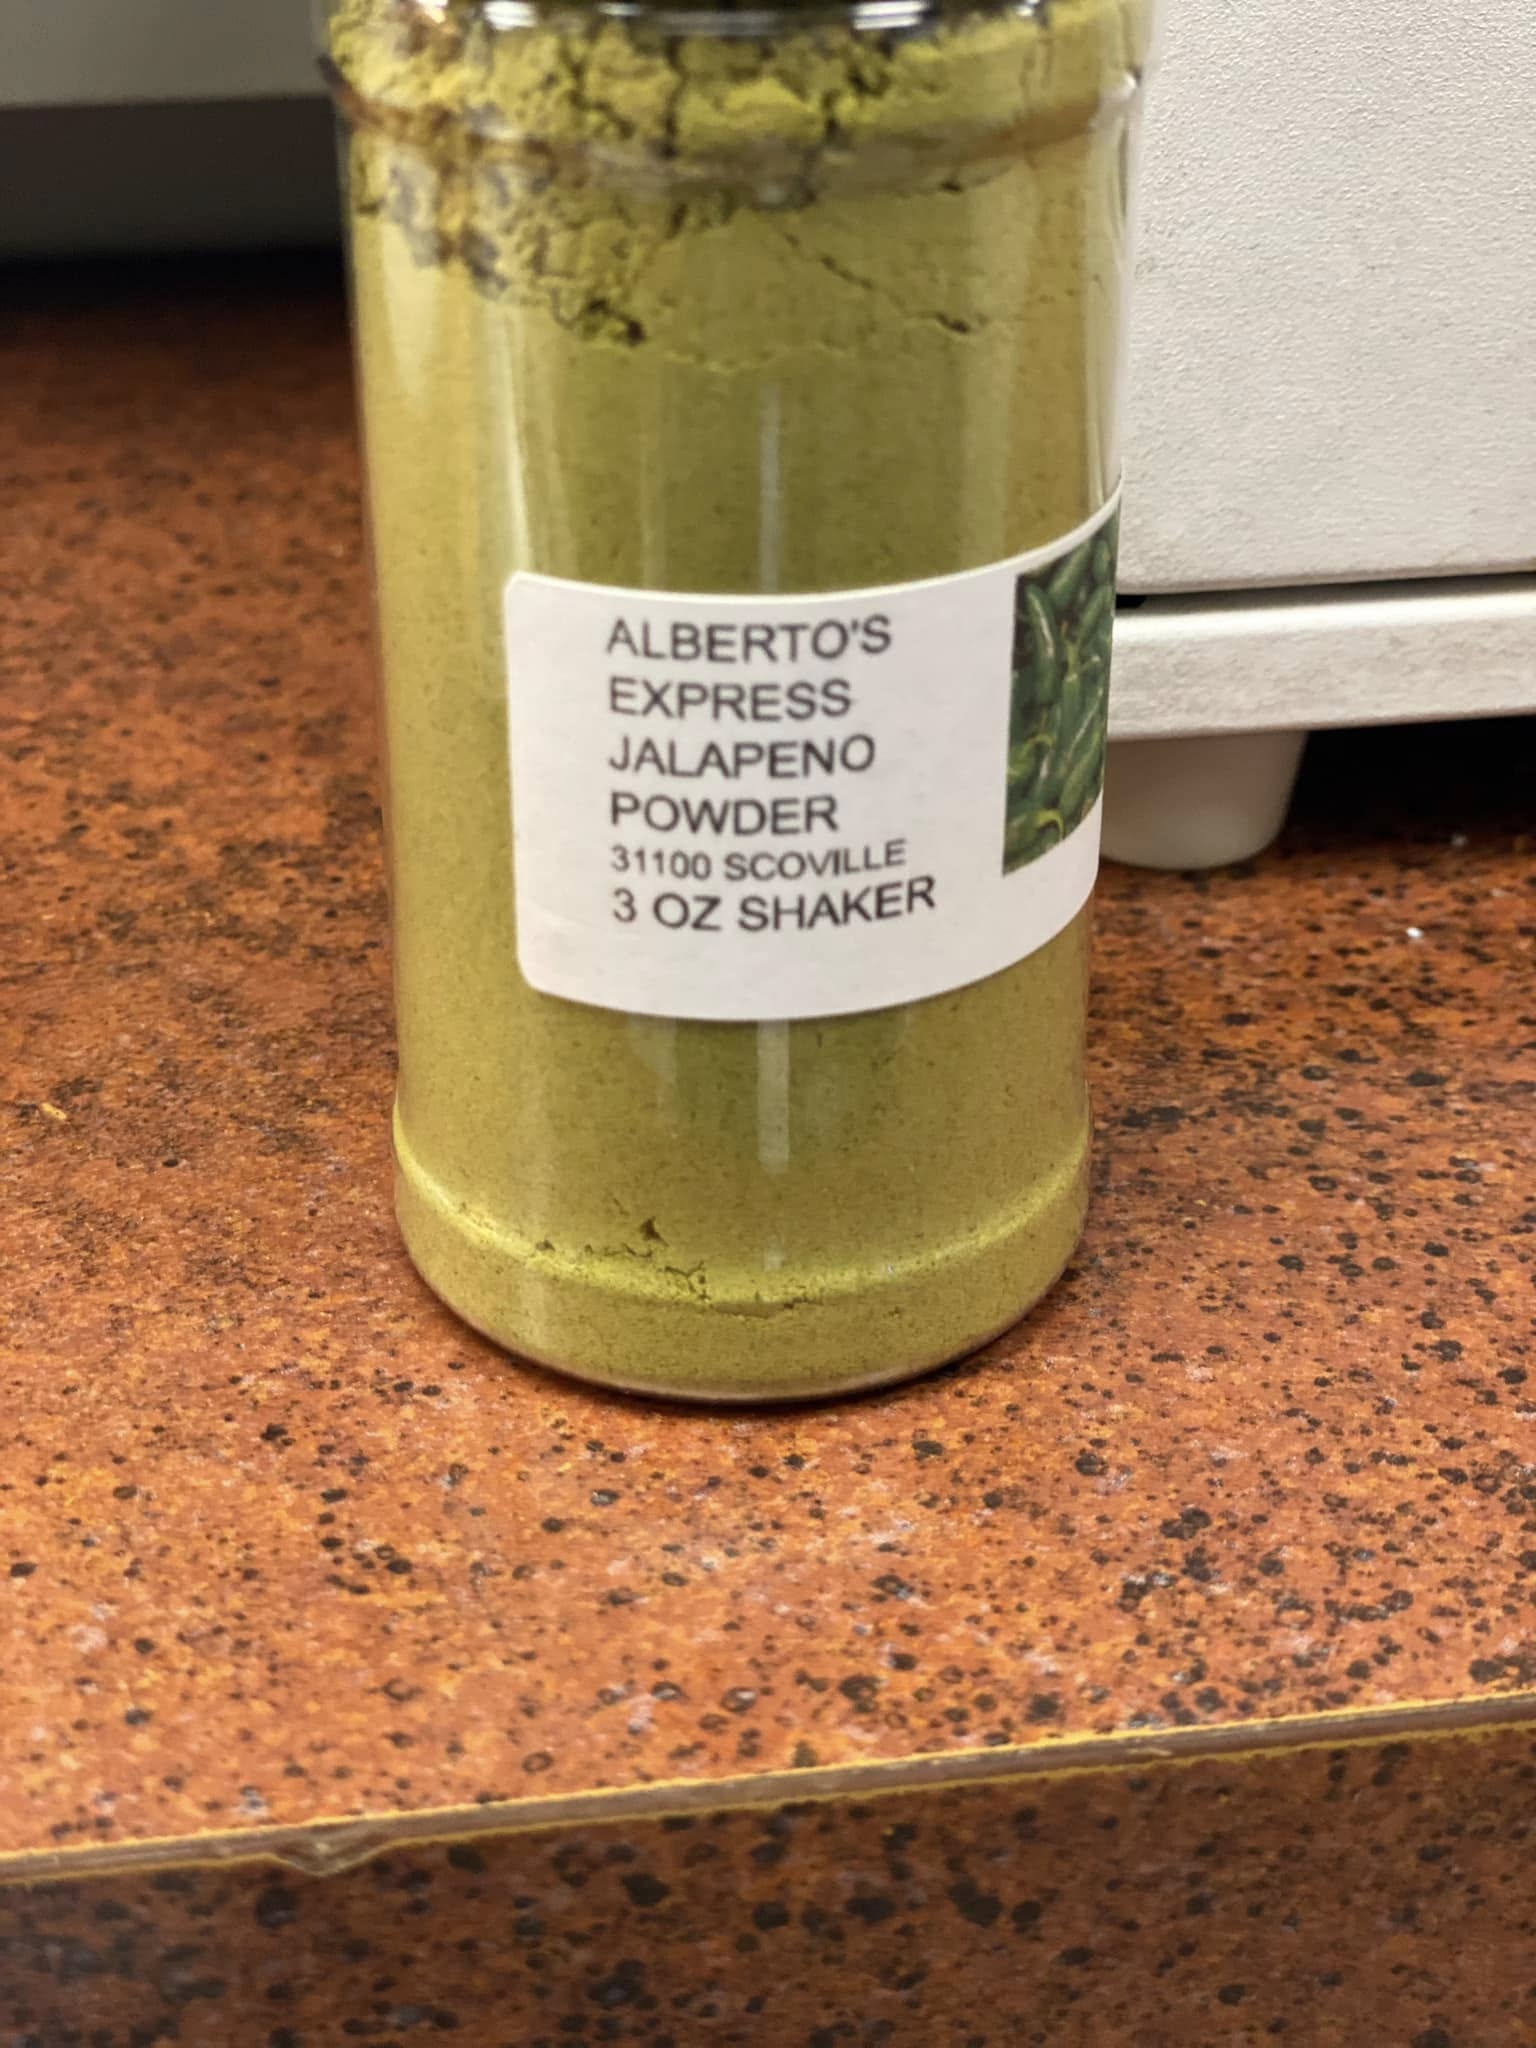 ALBERTO'S
EXPRESS
JALAPENO
POWDER
31100 SCOVILLE
3 OZ SHAKER